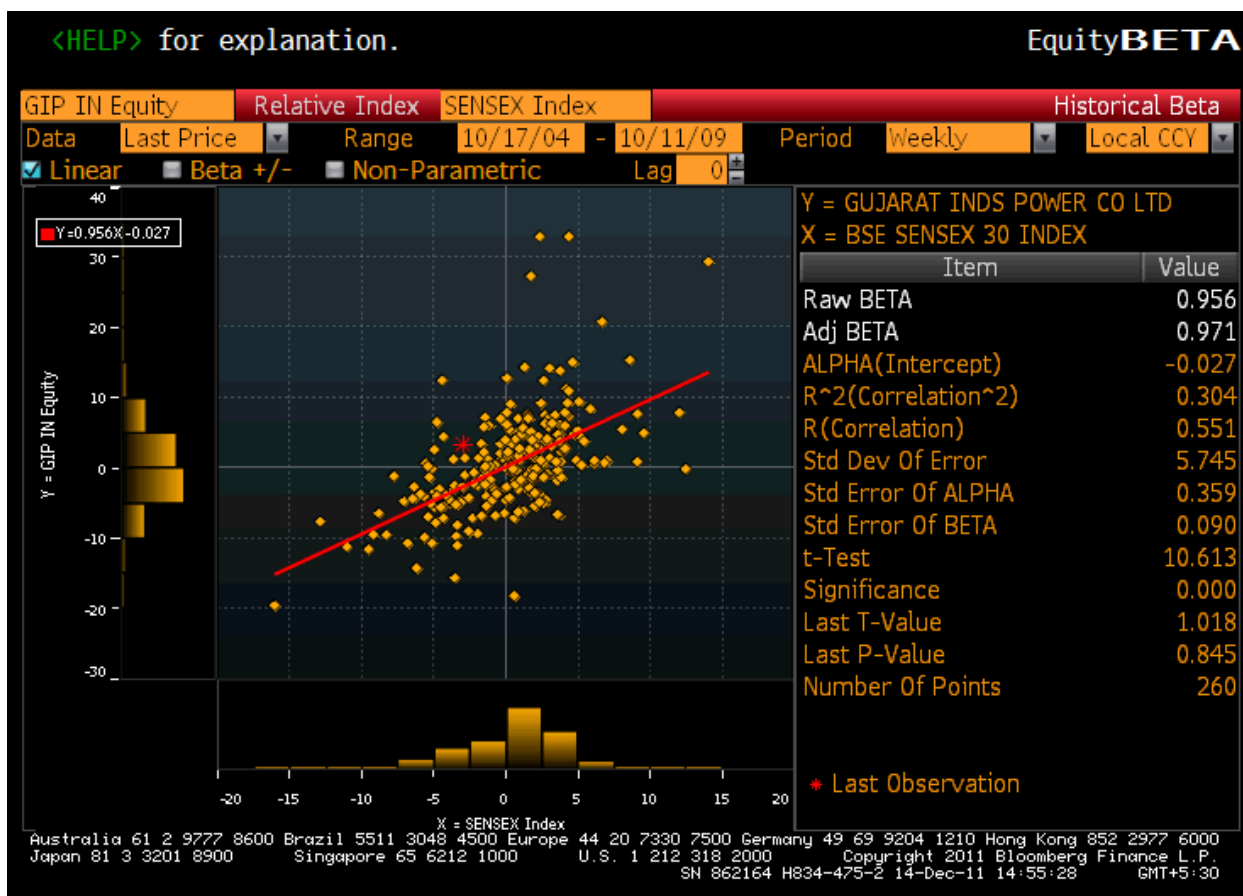 <HELP> for explanation.
EquityBETA
GIP IN Equity Relative Index SENSEX Index Historical Beta
Data Last Price Range 10/17/04 - 10/11/09 Period Weekly Local CCY
Linear Beta +/- Non-Parametric Lag 0
40
Y=0.956X-0.027
30
20
10
0
-10
-20
-30
Y = GIP IN Equity
-20 -15 -10 -5 0 5 10 15 20
X = SENSEX Index
Y = GUJARAT INDS POWER CO LTD
X = BSE SENSEX 30 INDEX
Item Value
Raw BETA 0.956
Adj BETA 0.971
ALPHA(Intercept) -0.027
R^2(Correlation^2) 0.304
R(Correlation) 0.551
Std Dev Of Error 5.745
Std Error Of ALPHA 0.359
Std Error Of BETA 0.090
t-Test 10.613
Significance 0.000
Last T-Value 1.018
Last P-Value 0.845
Number Of Points 260
* Last Observation
Australia 61 2 9777 8600 Brazil 5511 3048 4500 Europe 44 20 7330 7500 Germany 49 69 9204 1210 Hong Kong 852 2977 6000
Japan 81 3 3201 8900 Singapore 65 6212 1000 U.S. 1 212 318 2000 Copyright 2011 Bloomberg Finance L.P.
SN 862164 H834-475-2 14-Dec-11 14:55:28 GMT+5:30